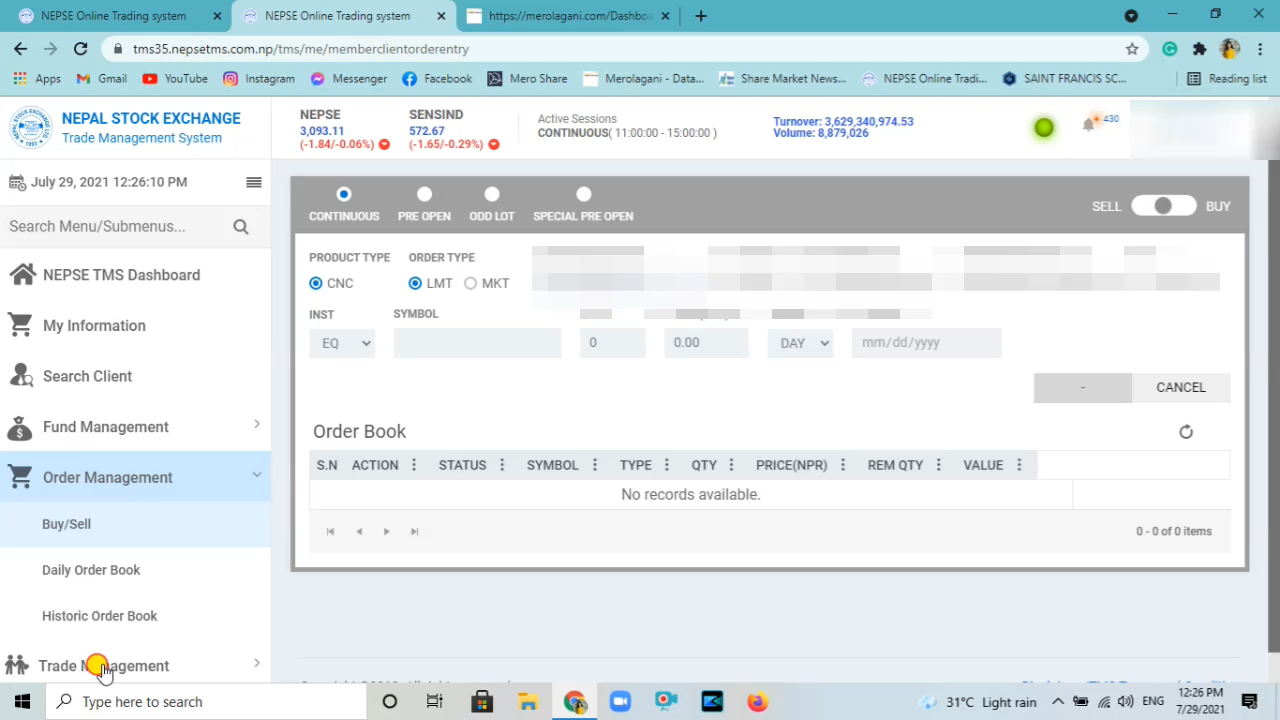 NEPSE Online Trading system
NEPSE Online Trading system
https://merolagani.com/Dashbo
tms35.nepsetms.com.np/tms/me/memberclientorderentry
Apps
Gmail
YouTube
Instagram
Messenger
Facebook
Mero Share
Merolagani - Data...
Share Market News...
NEPSE Online Tradi...
SAINT FRANCIS SC...
Reading list
NEPAL STOCK EXCHANGE
Trade Management System
NEPSE
3,093.11
(-1.84/-0.06%)
SENSIND
572.67
(-1.65/-0.29%)
Active Sessions
CONTINUOUS( 11:00:00 - 15:00:00 )
Turnover: 3,629,340,974.53
Volume: 8,879,026
430
July 29, 2021 12:26:10 PM
Search Menu/Submenus...
NEPSE TMS Dashboard
My Information
Search Client
Fund Management
Order Management
Buy/Sell
Daily Order Book
Historic Order Book
Trade Management
CONTINUOUS
PRE OPEN
ODD LOT
SPECIAL PRE OPEN
SELL
BUY
PRODUCT TYPE
ORDER TYPE
CNC
LMT
MKT
INST
SYMBOL
EQ
0
0.00
DAY
mm/dd/yyyy
-
CANCEL
Order Book
S.N ACTION STATUS SYMBOL TYPE QTY PRICE(NPR) REM QTY VALUE
No records available.
0 - 0 of 0 items
Type here to search
31°C Light rain
ENG
12:26 PM
7/29/2021